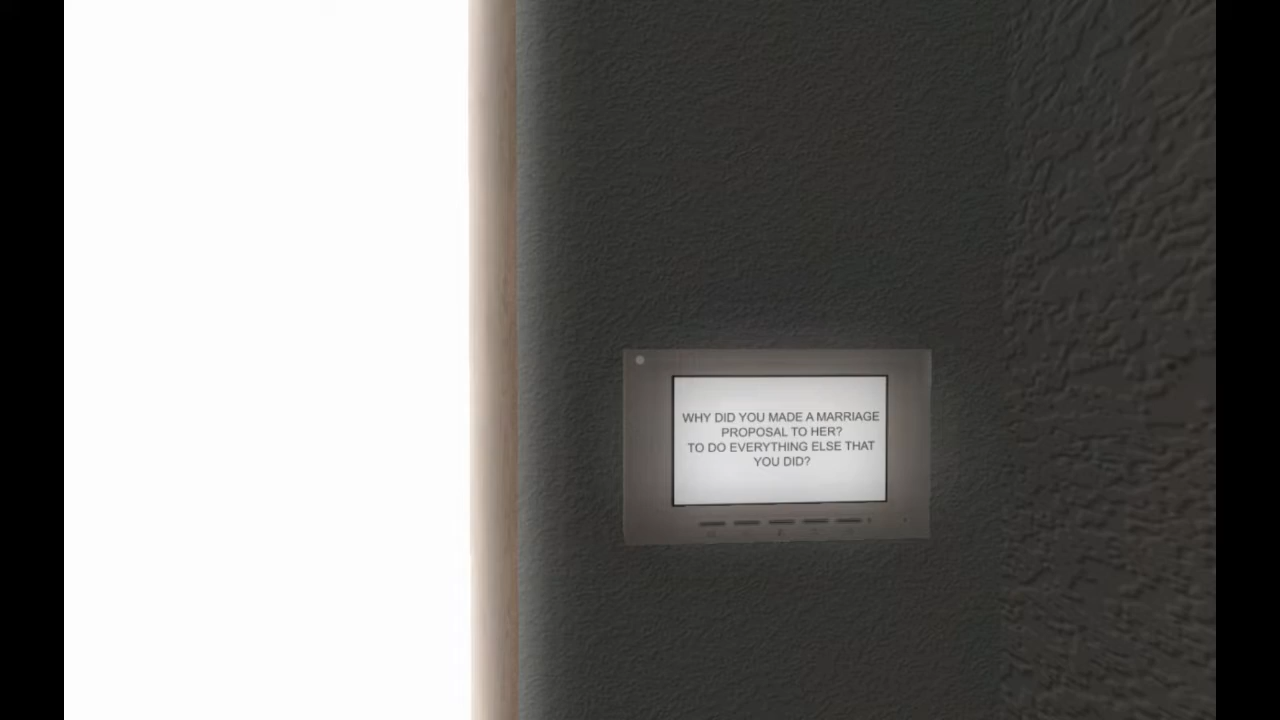 WHY DID YOU MADE A MARRIAGE
PROPOSAL TO HER?
TO DO EVERYTHING ELSE THAT
YOU DID?